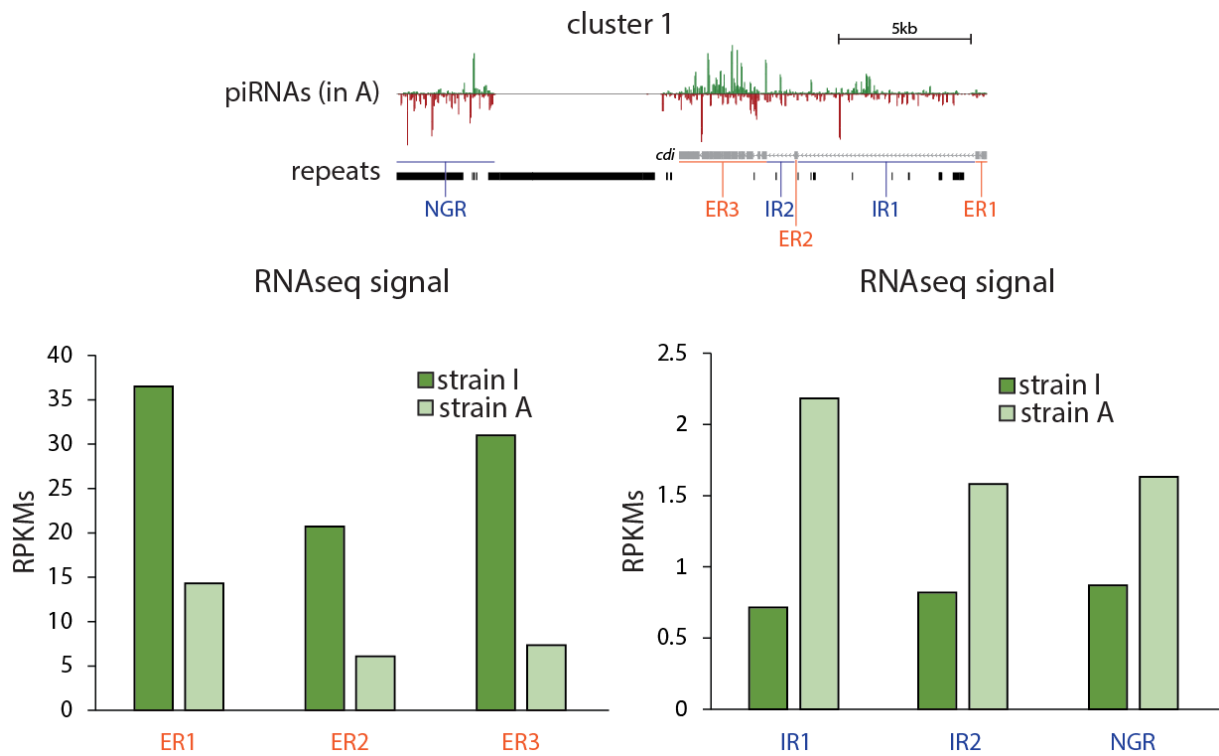 cluster 1
5kb
piRNAs (in A)
cdi
repeats
NGR
ER3
IR2
IR1
ER1
ER2
RNAseq signal
RNAseq signal
40
35
30
25
20
15
10
5
0
RPKMs
strain I
strain A
ER1
ER2
ER3
2.5
2
1.5
1
0.5
0
RPKMs
strain I
strain A
IR1
IR2
NGR